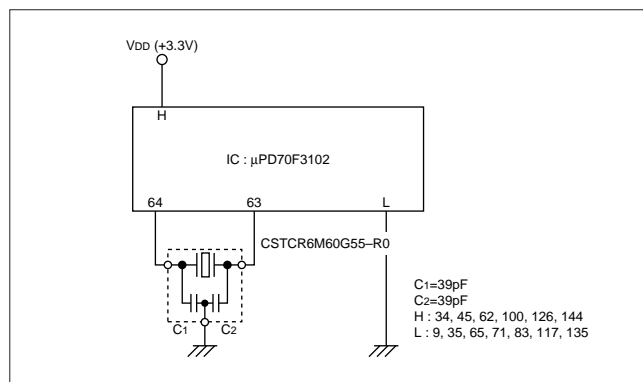 VDD (+3.3V)
H
IC : μPD70F3102
64
63
L
CSTCR6M60G55–R0
C1
C2
C1=39pF
C2=39pF
H : 34, 45, 62, 100, 126, 144
L : 9, 35, 65, 71, 83, 117, 135